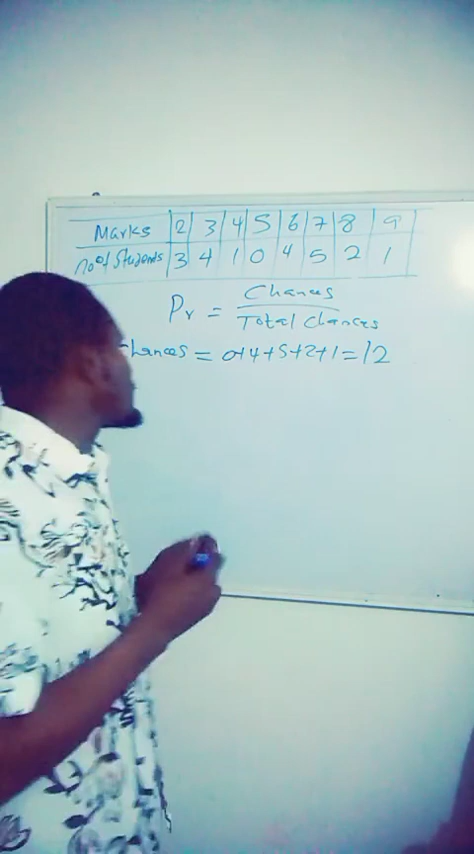 Marks 2 3 4 5 6 7 8 9
no of Students 3 4 1 0 4 5 2 1
Pr = Chances / Total Chances
hances = 0+4+5+2+1=12